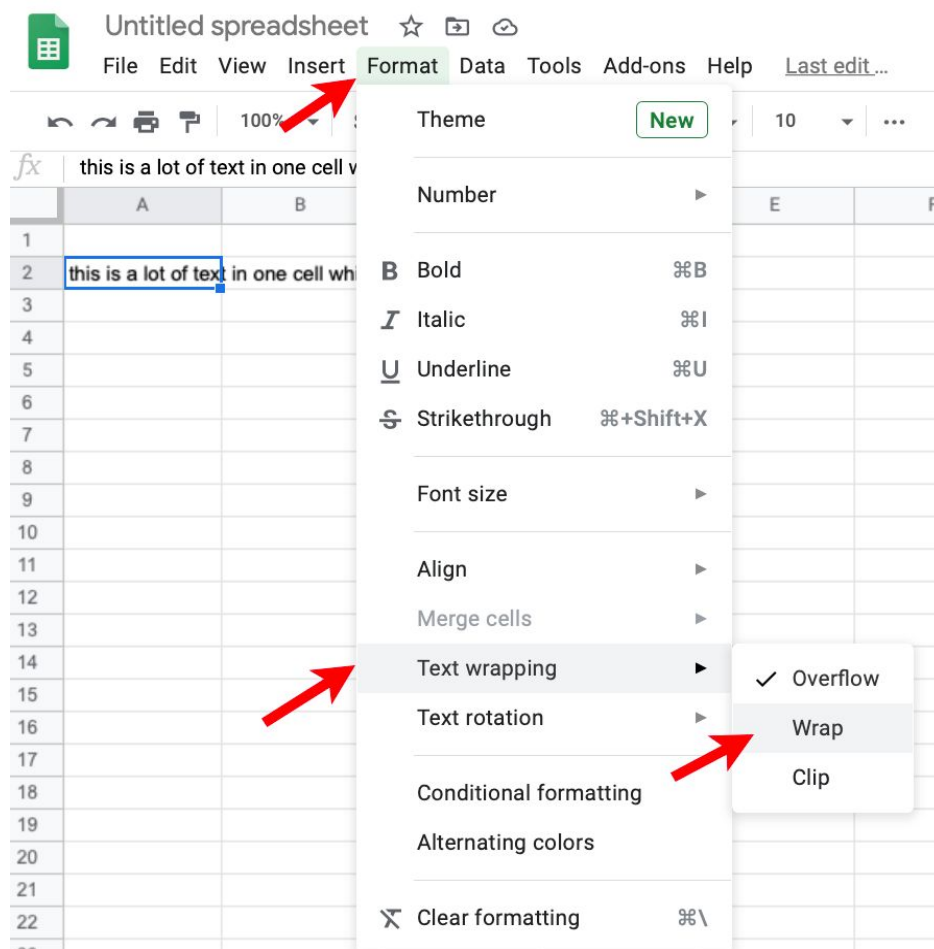 Untitled spreadsheet
File Edit View Insert Format Data Tools Add-ons Help Last edit ...
100% 10 ...
fx this is a lot of text in one cell w
A B E
1
2 this is a lot of text in one cell whi
3
4
5
6
7
8
9
10
11
12
13
14
15
16
17
18
19
20
21
22
Theme New
Number
B Bold ⌘B
I Italic ⌘I
U Underline ⌘U
S Strikethrough ⌘+Shift+X
Font size
Align
Merge cells
Text wrapping
Text rotation
Conditional formatting
Alternating colors
Clear formatting ⌘\
Overflow
Wrap
Clip